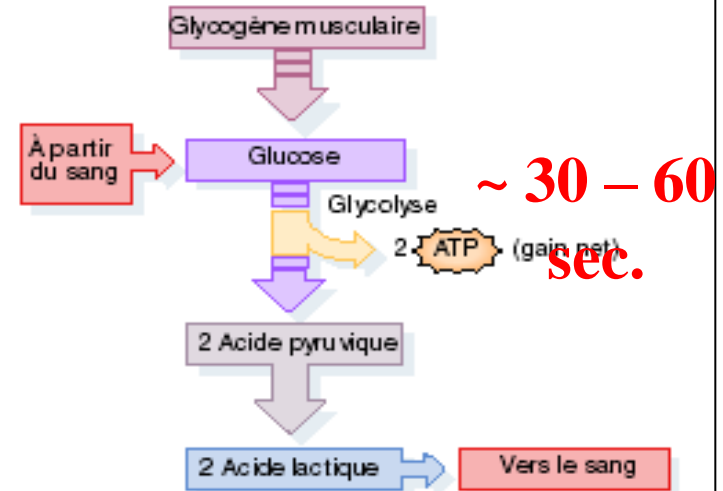 Glycogène musculaire
À partir
du sang
Glucose
~ 30 – 60
sec.
Glycolyse
2 ATP (gain net)
2 Acide pyruvique
2 Acide lactique
Vers le sang